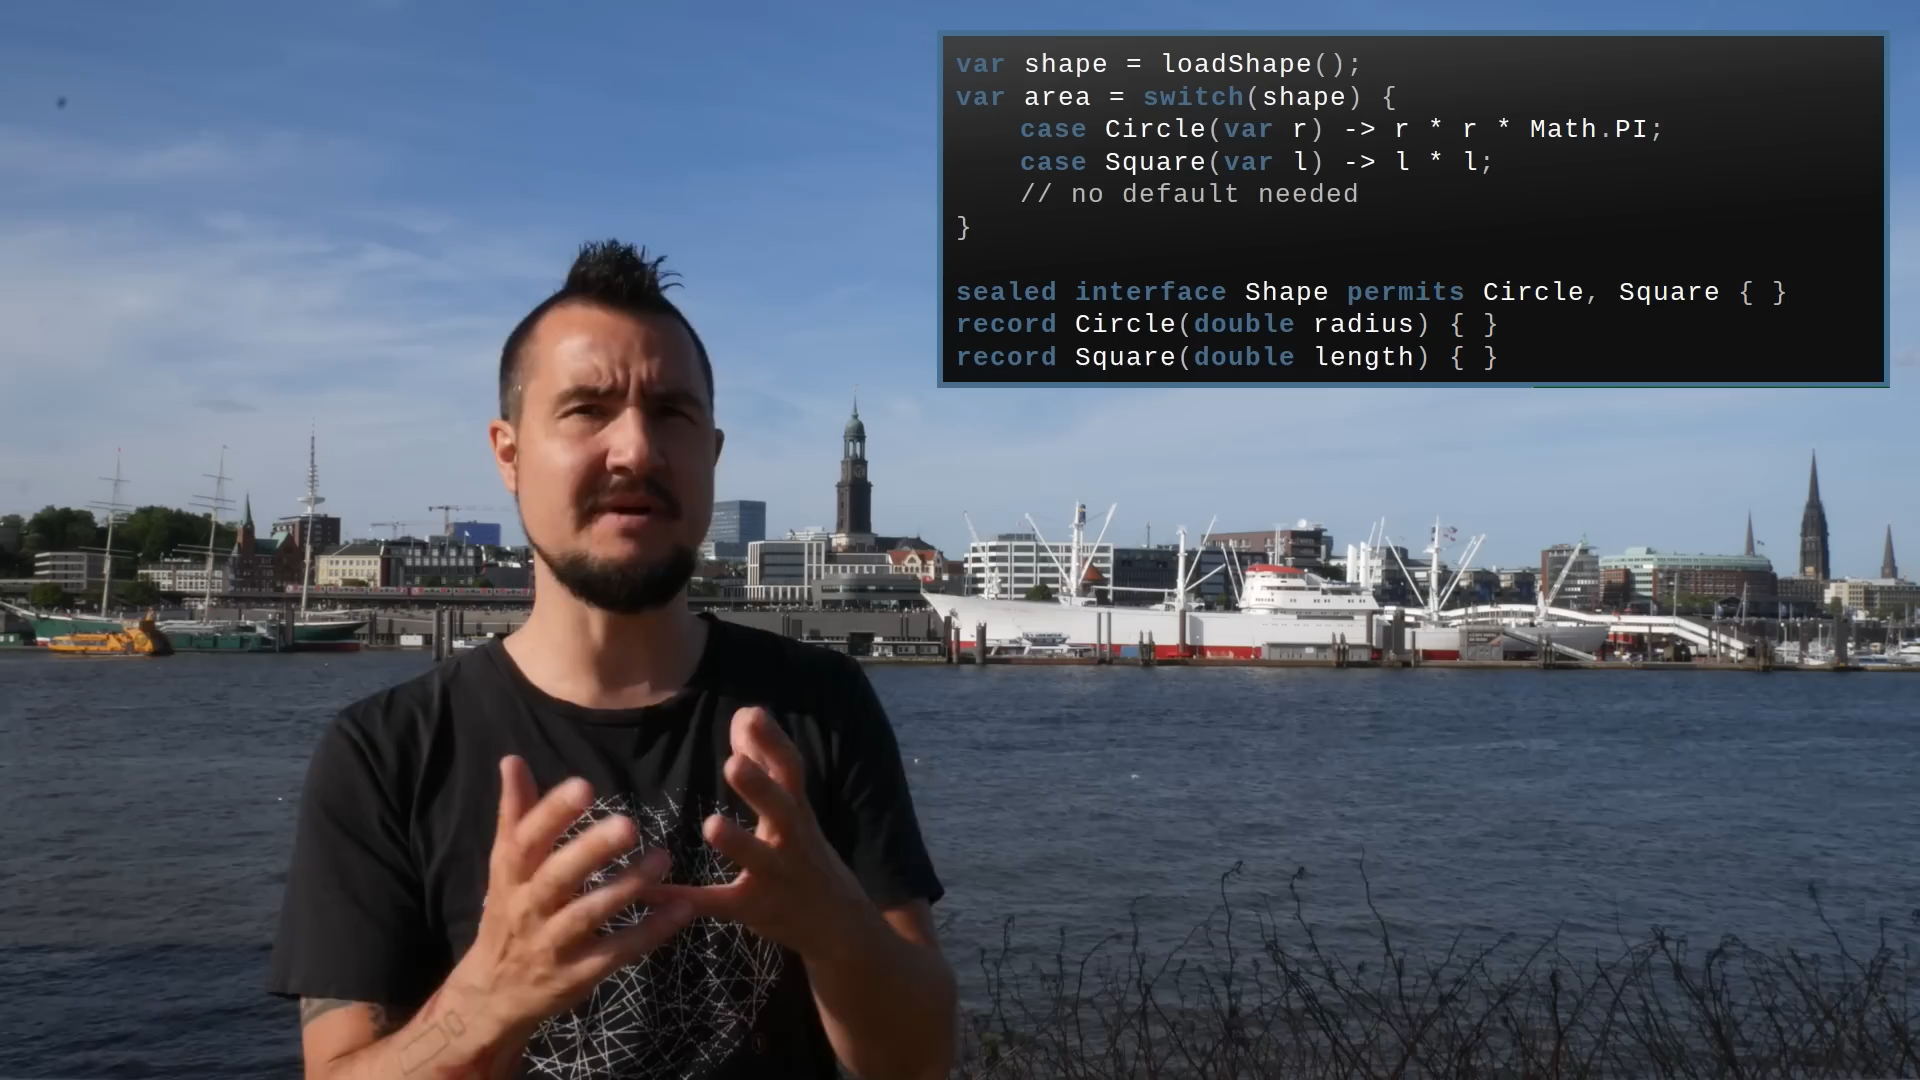 var shape = loadShape();
var area = switch(shape) {
    case Circle(var r) -> r * r * Math.PI;
    case Square(var l) -> l * l;
    // no default needed
}

sealed interface Shape permits Circle, Square { }
record Circle(double radius) { }
record Square(double length) { }